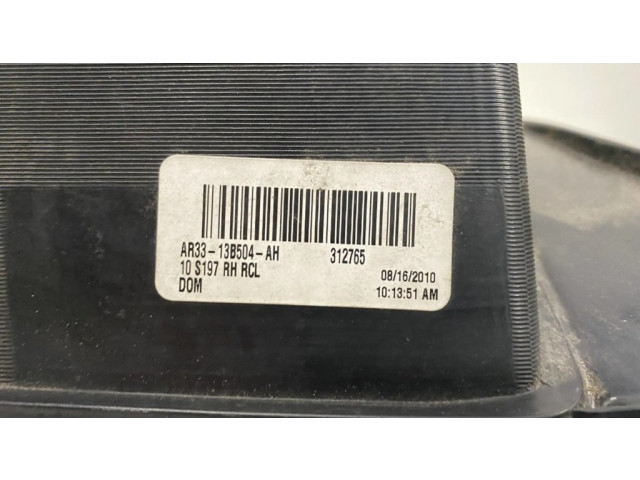 AR33-13B504-AH 312765
10 S197 RH RCL 08/16/2010
DOM 10:13:51 AM